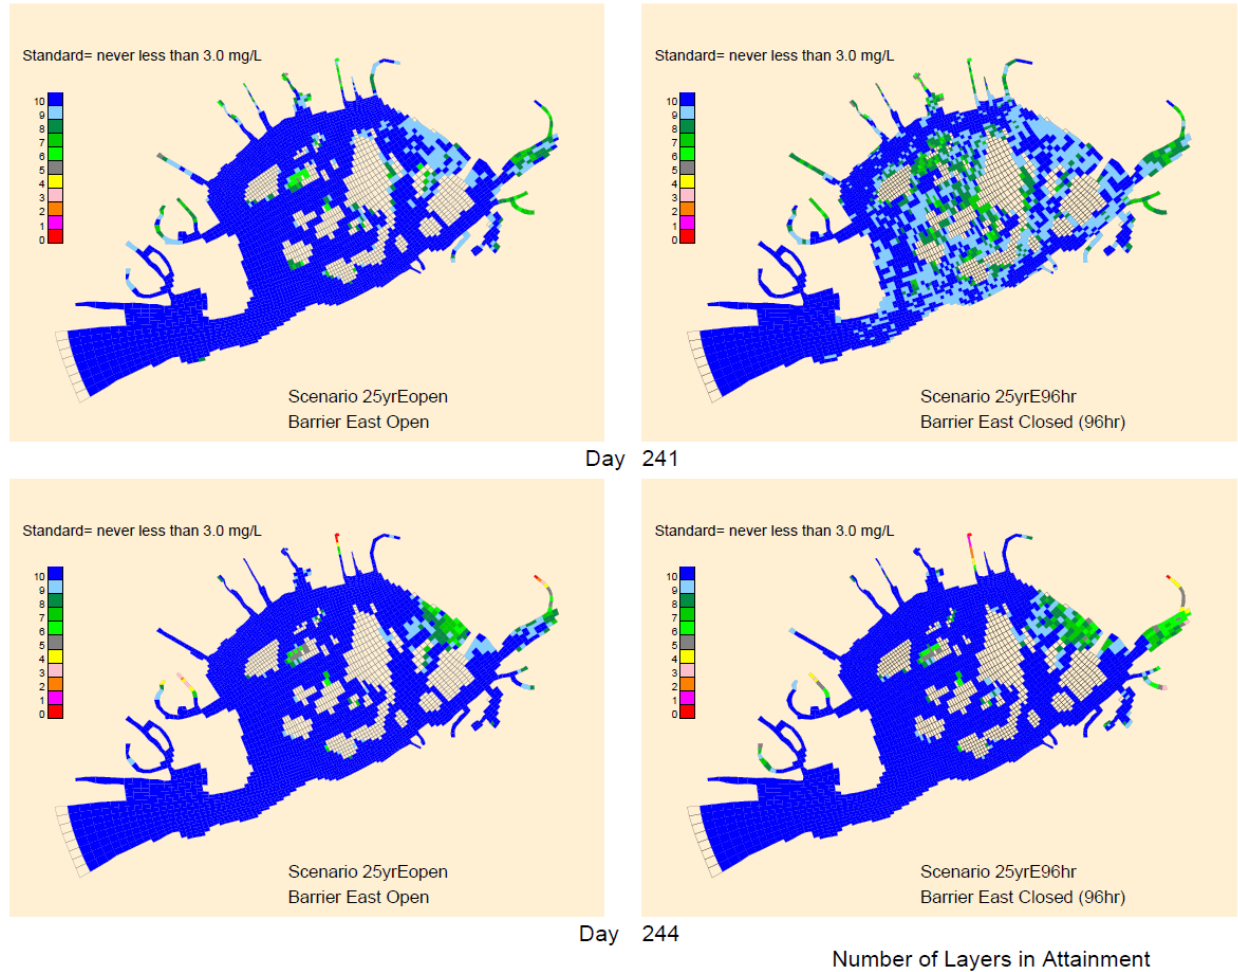 Standard= never less than 3.0 mg/L
10
9
8
7
6
5
4
3
2
1
0
Scenario 25yrEopen
Barrier East Open
Standard= never less than 3.0 mg/L
10
9
8
7
6
5
4
3
2
1
0
Scenario 25yrE96hr
Barrier East Closed (96hr)
Day 241
Standard= never less than 3.0 mg/L
10
9
8
7
6
5
4
3
2
1
0
Scenario 25yrEopen
Barrier East Open
Standard= never less than 3.0 mg/L
10
9
8
7
6
5
4
3
2
1
0
Scenario 25yrE96hr
Barrier East Closed (96hr)
Day 244
Number of Layers in Attainment